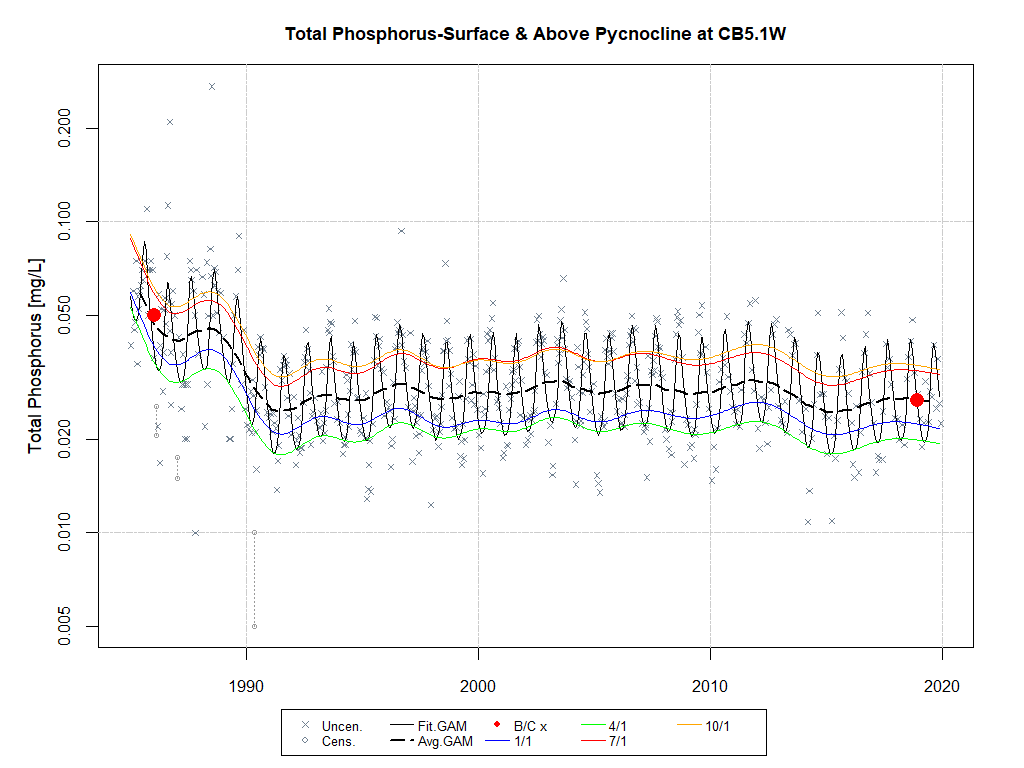 Total Phosphorus-Surface & Above Pycnocline at CB5.1W
Total Phosphorus [mg/L]
0.200
0.100
0.050
0.020
0.010
0.005
1990 2000 2010 2020
Uncen. Fit.GAM B/C x 4/1 10/1
Cens. Avg.GAM 1/1 7/1